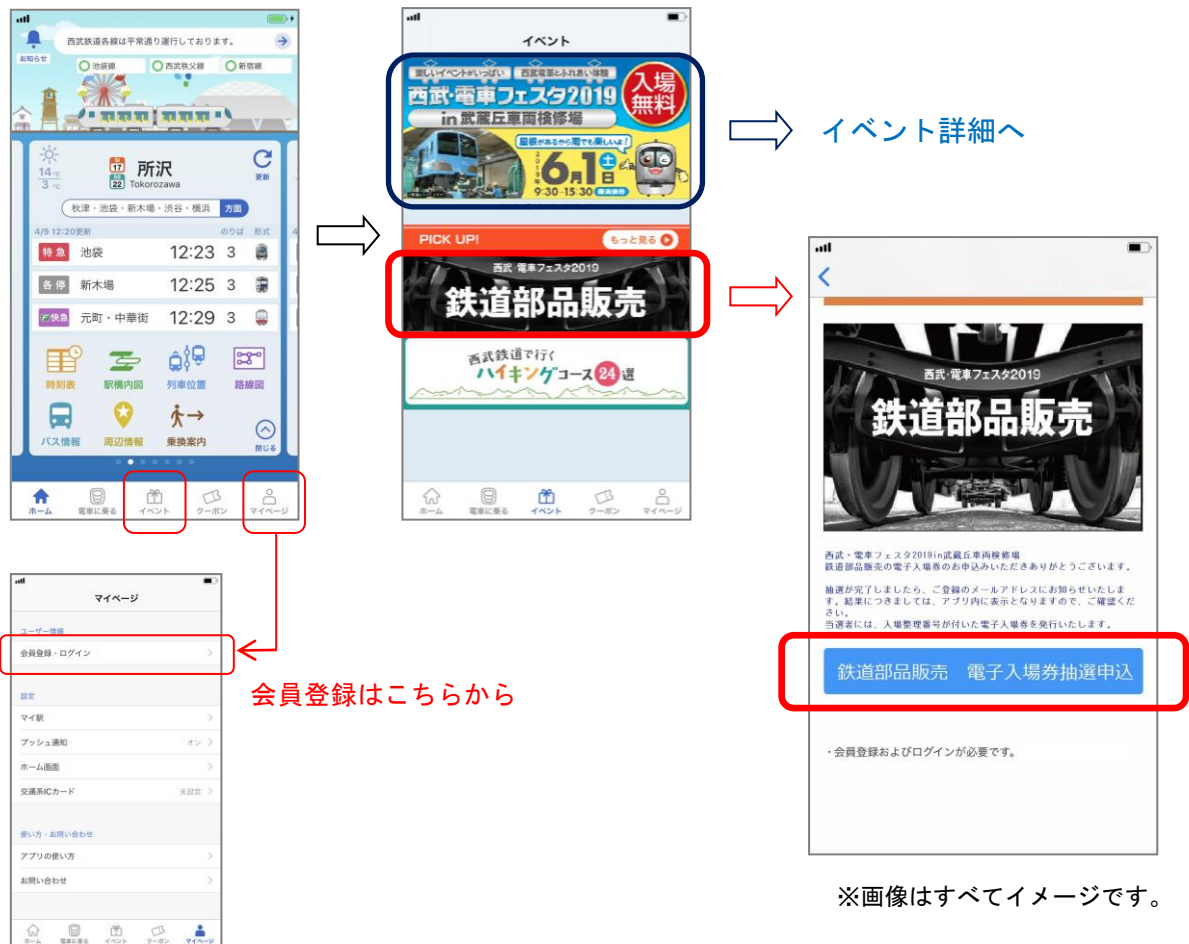 西武鉄道各線は平常通り運行しております。
お知らせ
池袋線 西武秩父線 新宿線
14℃
3℃
17
22
所沢
Tokorozawa
更新
秋津・池袋・新木場・渋谷・横浜 方面
4/9 12:20更新 のりば 形式
特急 池袋 12:23 3
各停 新木場 12:25 3
F快急 元町・中華街 12:29 3
時刻表 駅構内図 列車位置 路線図
バス情報 周辺情報 乗換案内 閉じる
ホーム 電車に乗る イベント クーポン マイページ
イベント
楽しいイベントがいっぱい 西武電車とふれあい体験
西武・電車フェスタ2019
in 武蔵丘車両検修場
入場
無料
屋根があるから雨でも楽しいよ!
2019年 6月1日 土
9:30-15:30
PICK UP! もっと見る
西武・電車フェスタ2019
鉄道部品販売
西武鉄道で行く
ハイキングコース24選
ホーム 電車に乗る イベント クーポン マイページ
イベント詳細へ
西武・電車フェスタ2019
鉄道部品販売
西武・電車フェスタ2019in武蔵丘車両検修場
鉄道部品販売の電子入場券のお申込みいただきありがとうございます。
抽選が完了しましたら、ご登録のメールアドレスにお知らせいたしま
す。結果につきましては、アプリ内に表示となりますので、ご確認くだ
さい。
当選者には、入場整理番号が付いた電子入場券を発行いたします。
鉄道部品販売 電子入場券抽選申込
・会員登録およびログインが必要です。
マイページ
ユーザー情報
会員登録・ログイン
設定
マイ駅
プッシュ通知 オン
ホーム画面
交通系ICカード 未設定
使い方・お問い合わせ
アプリの使い方
お問い合わせ
ホーム 電車に乗る イベント クーポン マイページ
会員登録はこちらから
※画像はすべてイメージです。